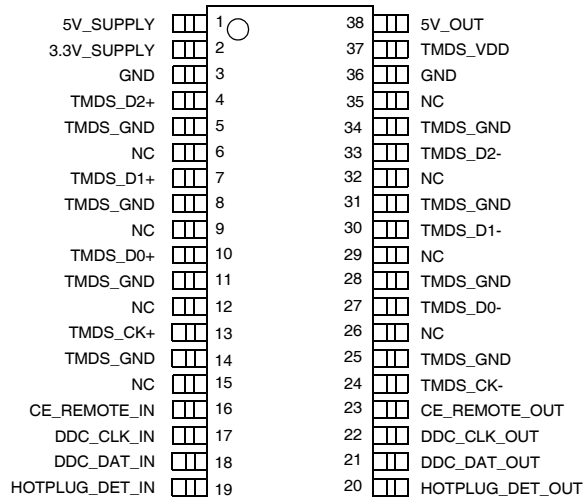 5V_SUPPLY 1 38 5V_OUT
3.3V_SUPPLY 2 37 TMDS_VDD
GND 3 36 GND
TMDS_D2+ 4 35 NC
TMDS_GND 5 34 TMDS_GND
NC 6 33 TMDS_D2-
TMDS_D1+ 7 32 NC
TMDS_GND 8 31 TMDS_GND
NC 9 30 TMDS_D1-
TMDS_D0+ 10 29 NC
TMDS_GND 11 28 TMDS_GND
NC 12 27 TMDS_D0-
TMDS_CK+ 13 26 NC
TMDS_GND 14 25 TMDS_GND
NC 15 24 TMDS_CK-
CE_REMOTE_IN 16 23 CE_REMOTE_OUT
DDC_CLK_IN 17 22 DDC_CLK_OUT
DDC_DAT_IN 18 21 DDC_DAT_OUT
HOTPLUG_DET_IN 19 20 HOTPLUG_DET_OUT